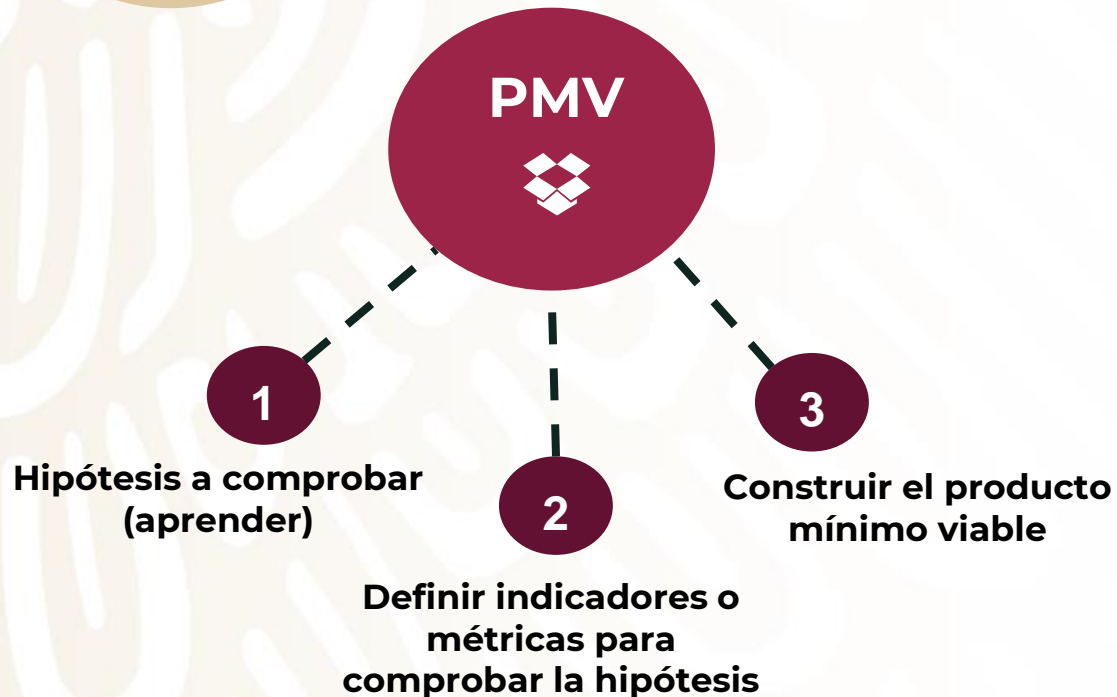 PMV
1
Hipótesis a comprobar
(aprender)
2
Definir indicadores o
métricas para
comprobar la hipótesis
3
Construir el producto
mínimo viable